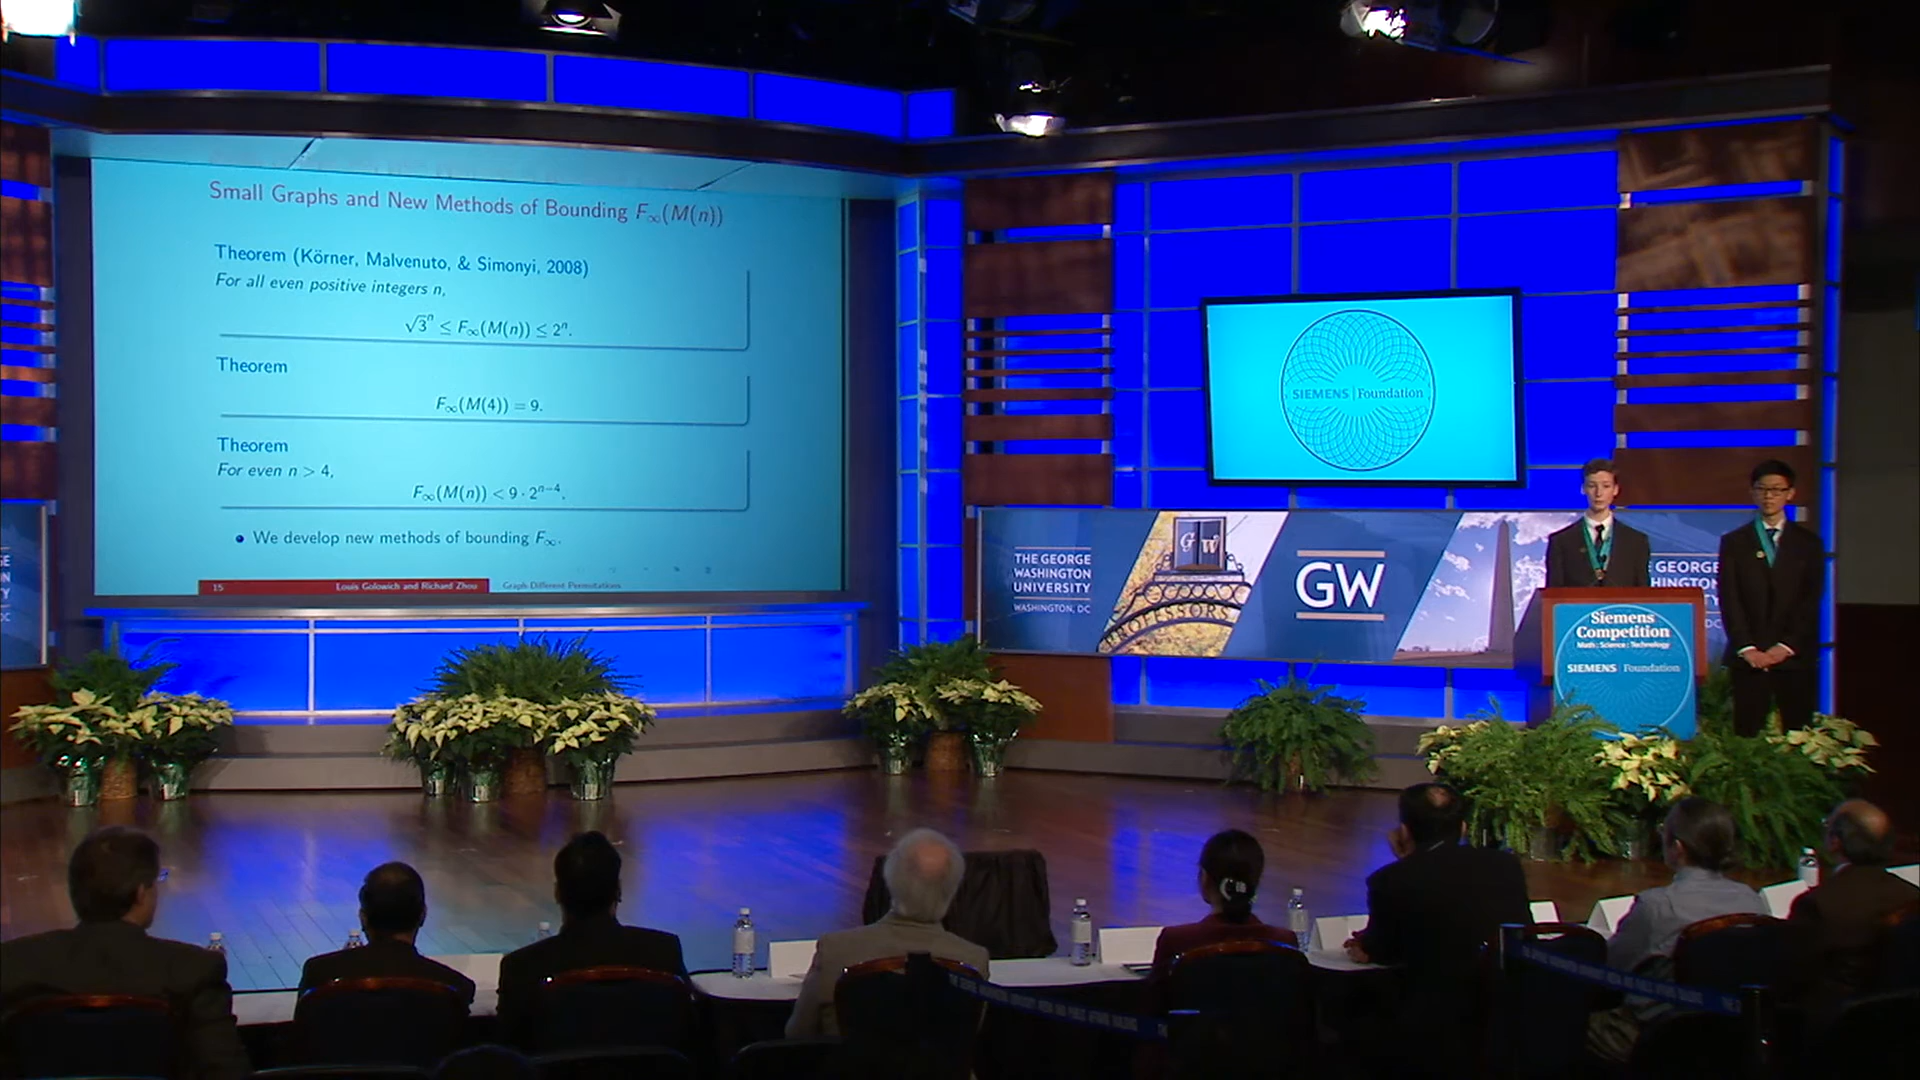 Small Graphs and New Methods of Bounding F∞(M(n))
Theorem (Körner, Malvenuto, & Simonyi, 2008)
For all even positive integers n,
√3ⁿ ≤ F∞(M(n)) ≤ 2ⁿ.
Theorem
F∞(M(4)) = 9.
Theorem
For even n > 4,
F∞(M(n)) < 9 · 2ⁿ⁻⁴.
• We develop new methods of bounding F∞.
15 Louis Golowich and Richard Zhou Graph Different Permutations
SIEMENS | Foundation
THE GEORGE
WASHINGTON
UNIVERSITY
WASHINGTON, DC
G W
PROFESSORS
GW
GEORGE
HINGTON
Siemens
Competition
Math : Science : Technology
SIEMENS | Foundation